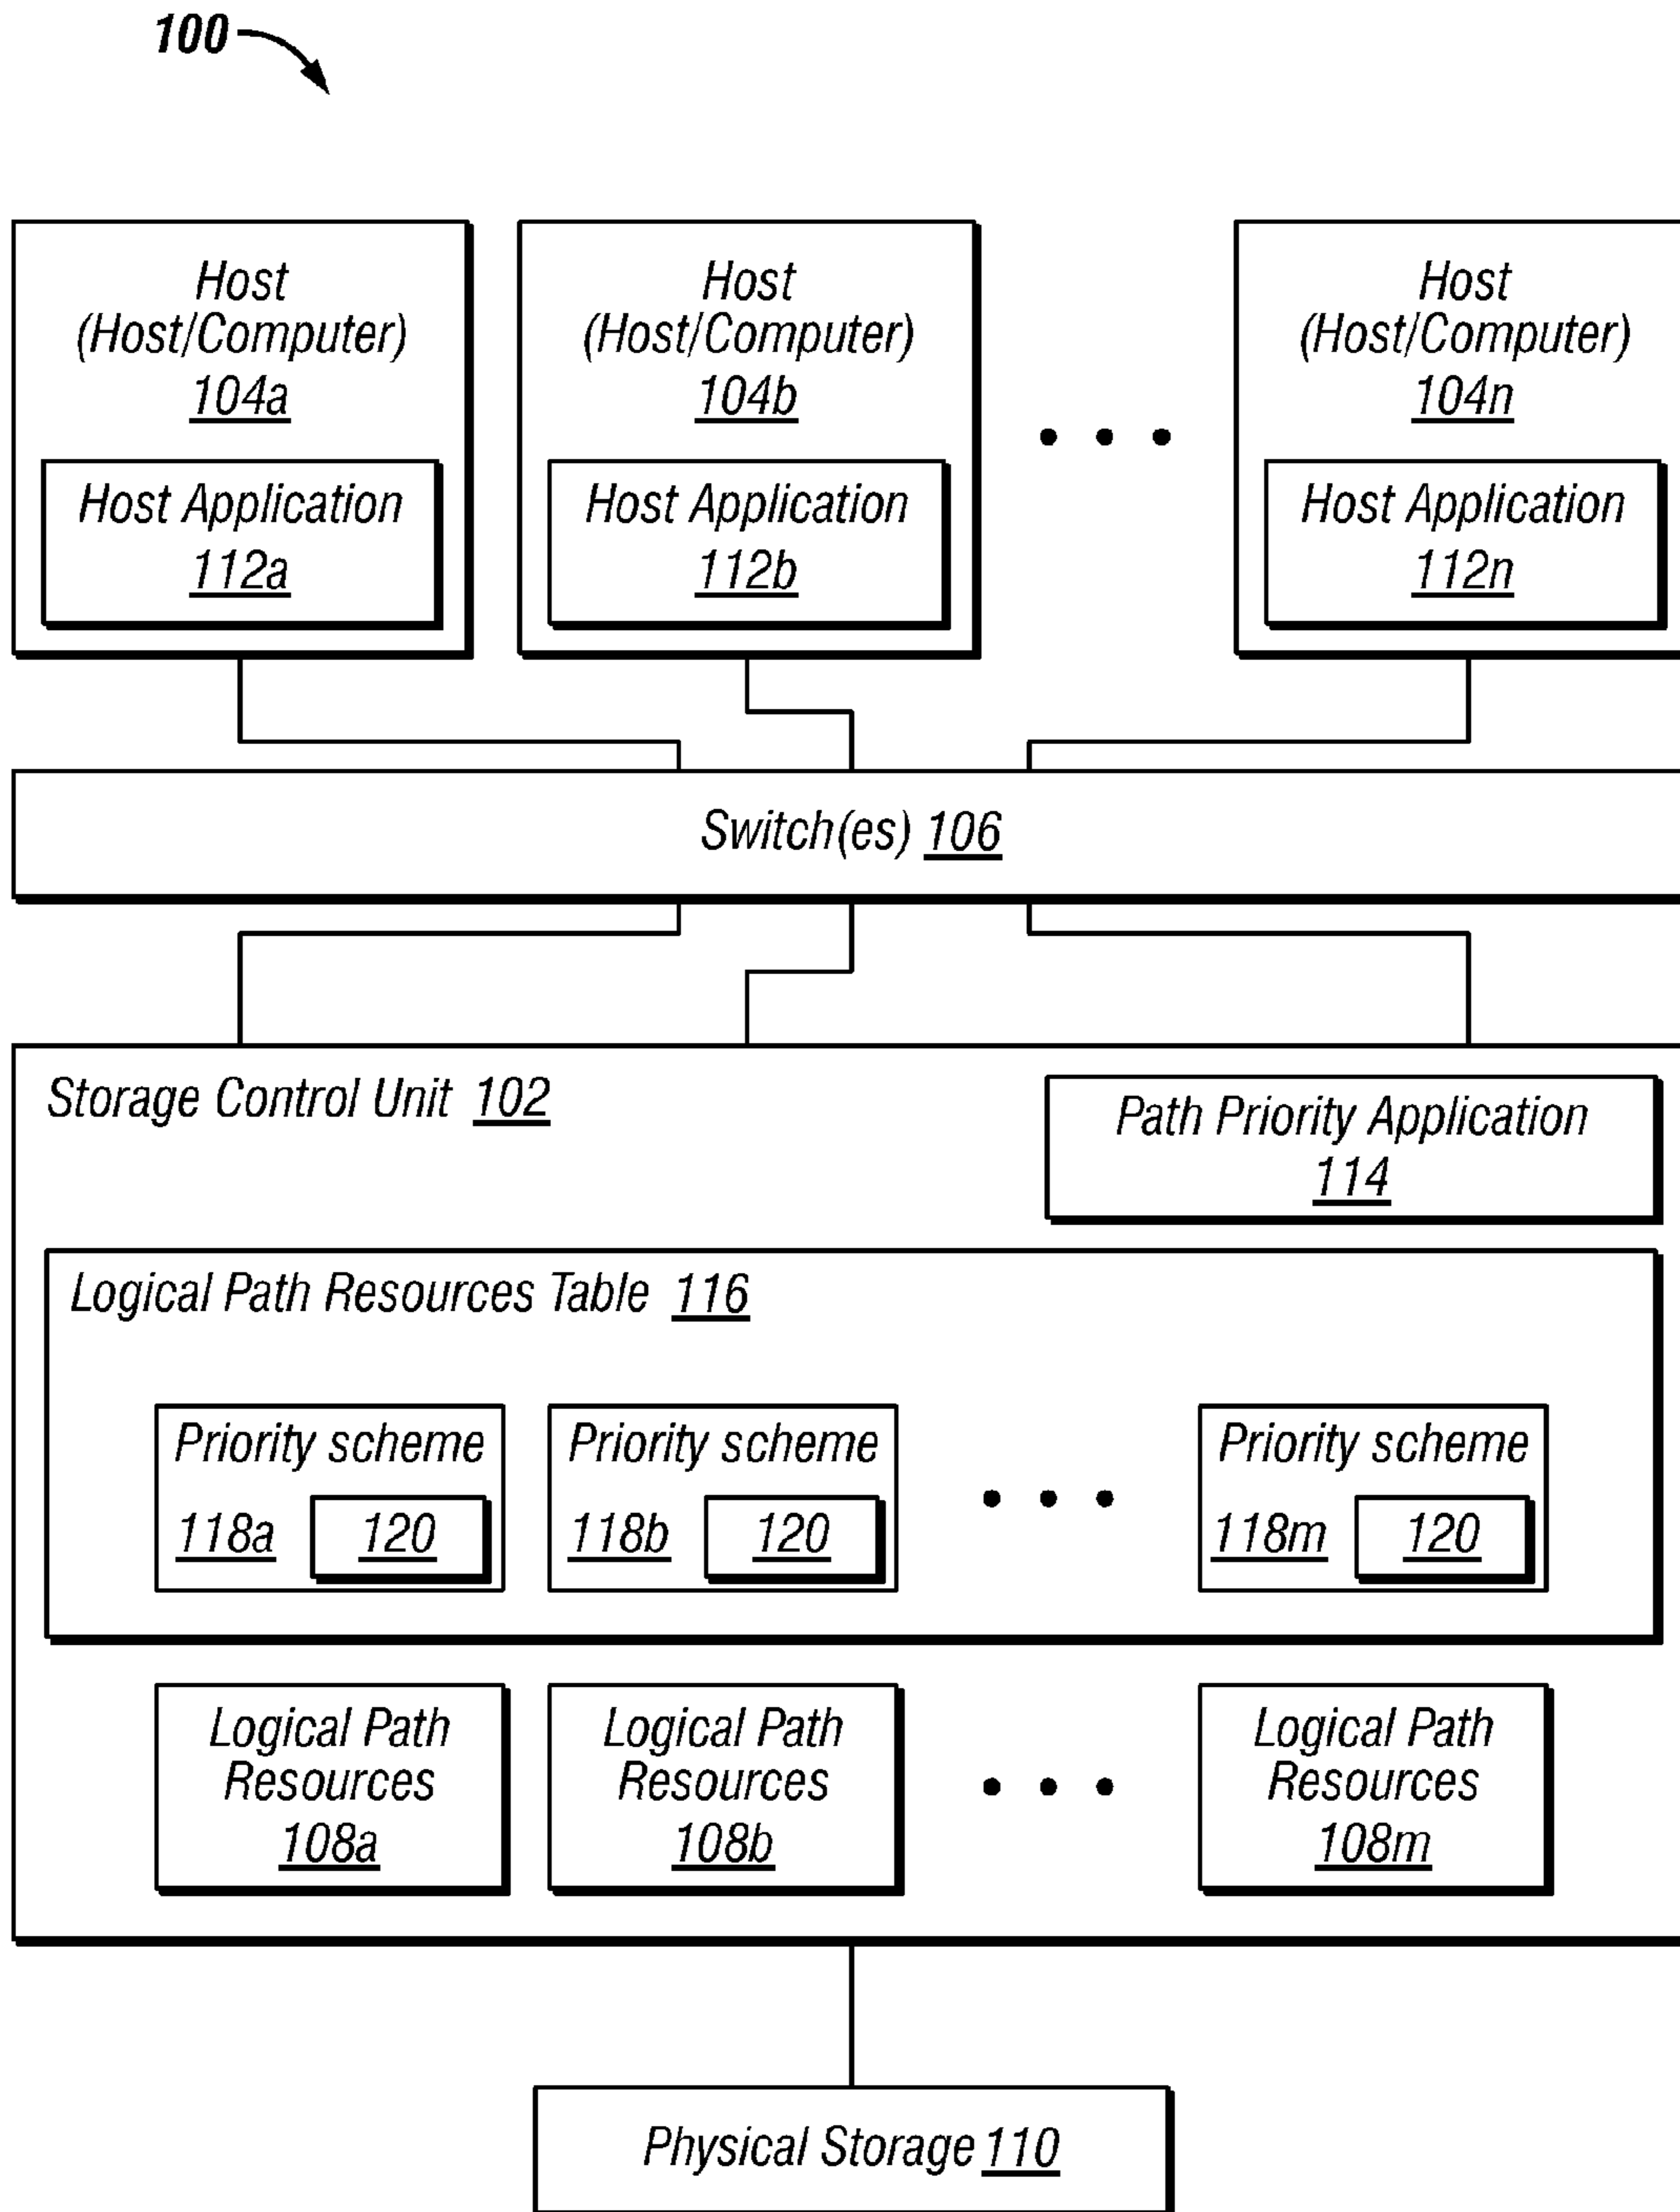 100
Host
(Host/Computer)
104a
Host Application
112a
Host
(Host/Computer)
104b
Host Application
112b
Host
(Host/Computer)
104n
Host Application
112n
Switch(es) 106
Storage Control Unit 102
Path Priority Application
114
Logical Path Resources Table 116
Priority scheme
118a 120
Priority scheme
118b 120
Priority scheme
118m 120
Logical Path
Resources
108a
Logical Path
Resources
108b
Logical Path
Resources
108m
Physical Storage 110